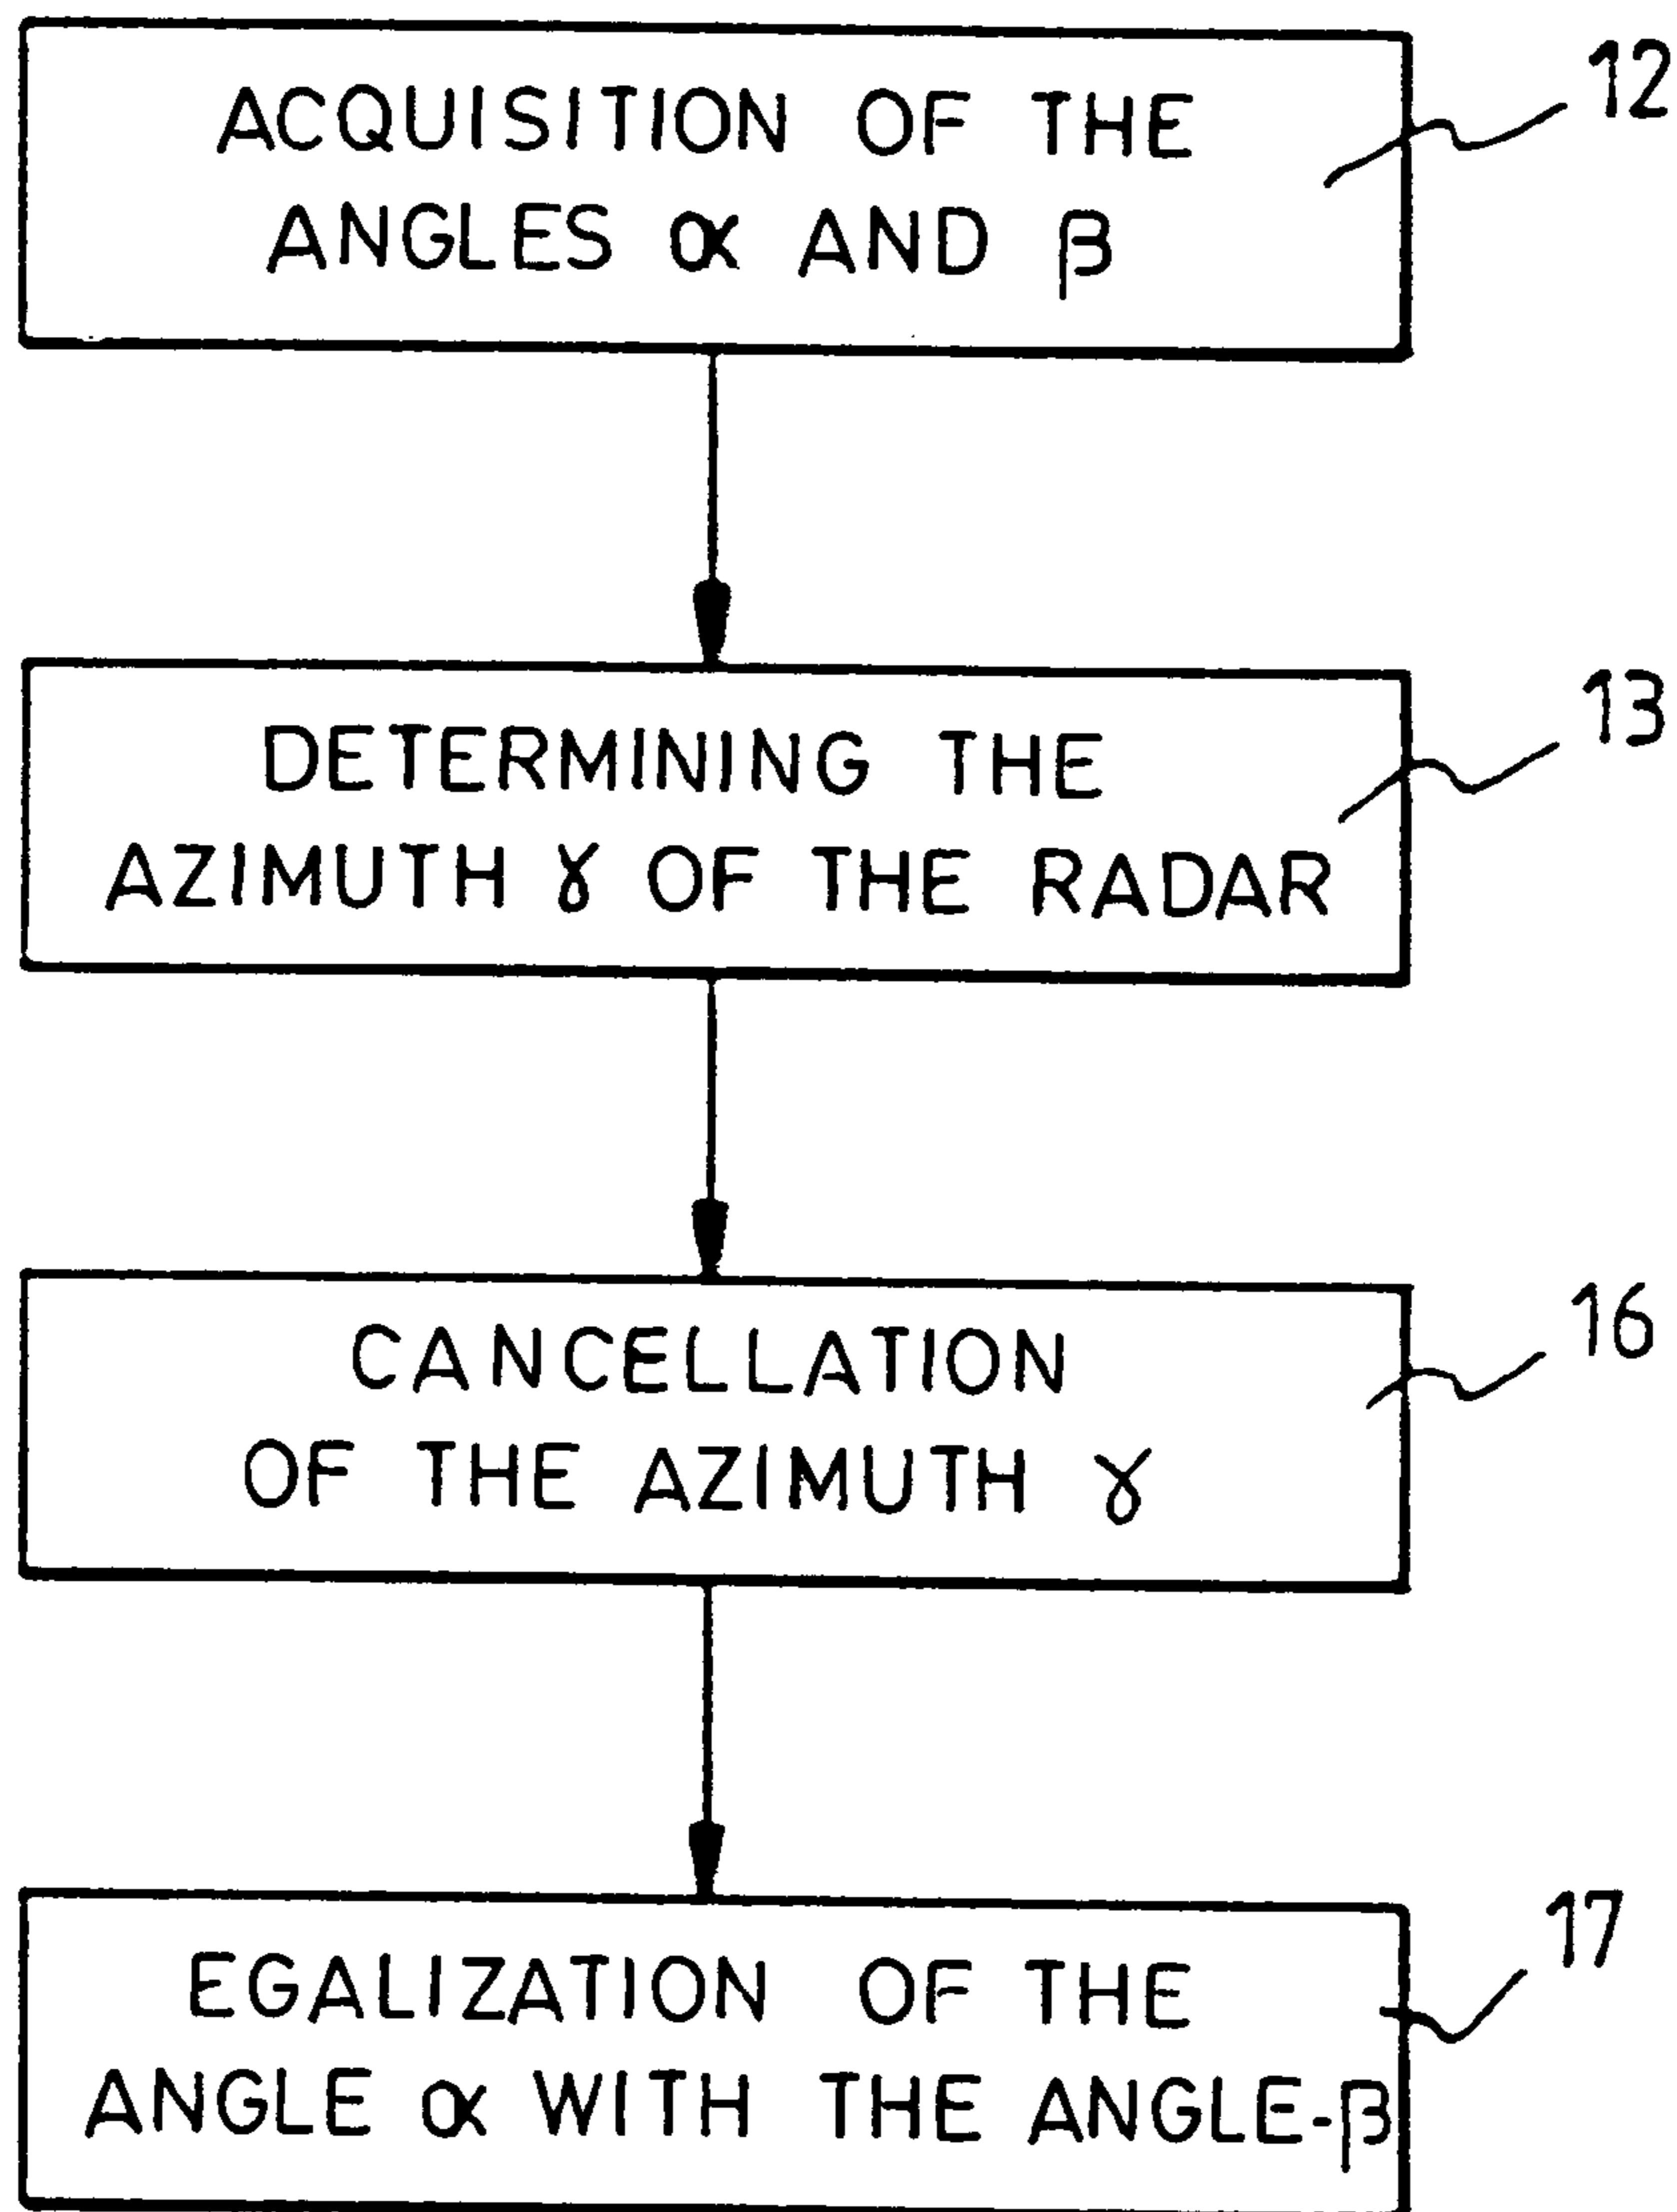 ACQUISITION OF THE
ANGLES α AND β
12
DETERMINING THE
AZIMUTH γ OF THE RADAR
13
CANCELLATION
OF THE AZIMUTH γ
16
EGALIZATION OF THE
ANGLE α WITH THE ANGLE-β
17